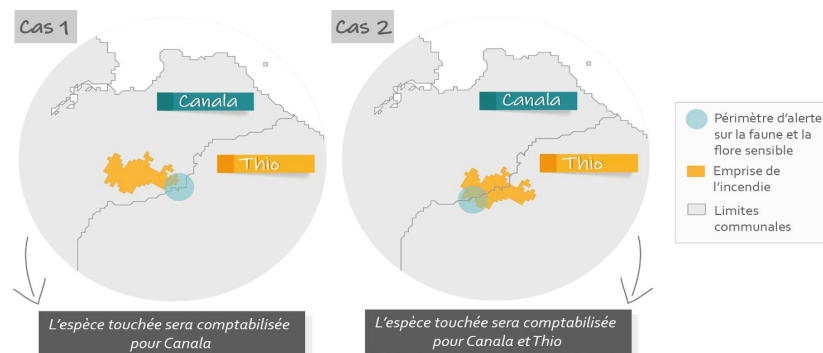 Cas 1
Canala
Thio
L'espèce touchée sera comptabilisée
pour Canala
Cas 2
Canala
Thio
L'espèce touchée sera comptabilisée
pour Canala et Thio
Périmètre d'alerte
sur la faune et la
flore sensible
Emprise de
l'incendie
Limites
communales